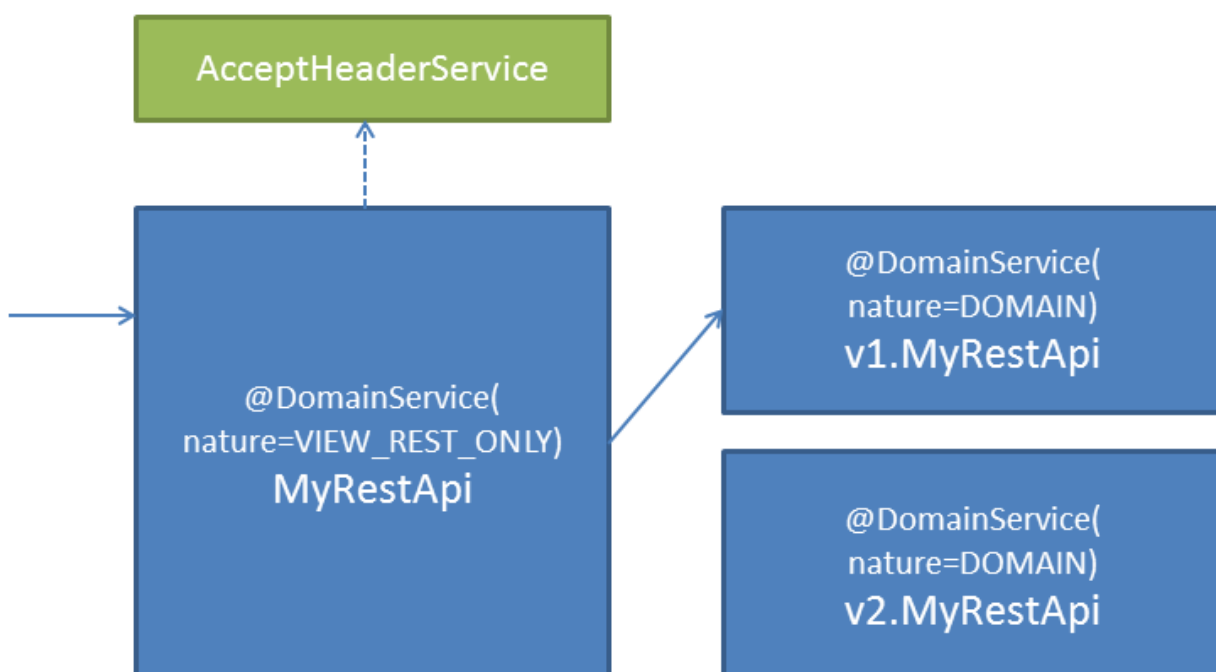 AcceptHeaderService
@DomainService(
nature=VIEW_REST_ONLY)
MyRestApi
@DomainService(
nature=DOMAIN)
v1.MyRestApi
@DomainService(
nature=DOMAIN)
v2.MyRestApi